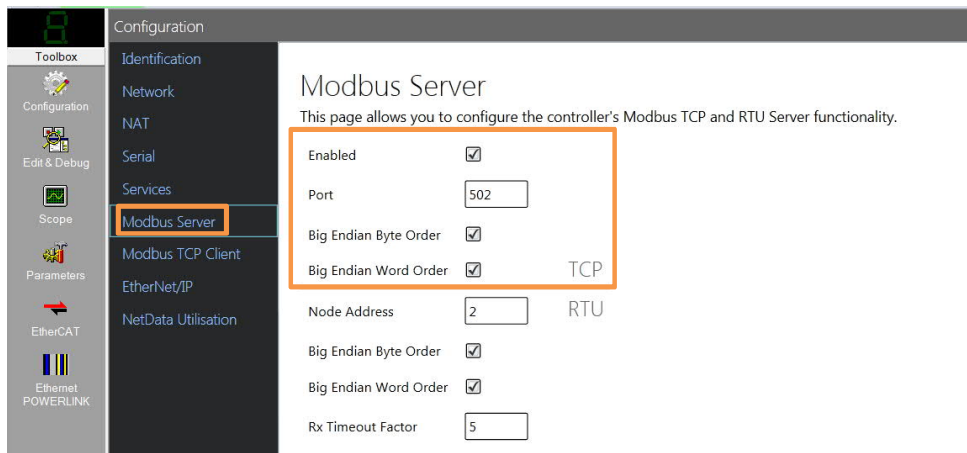 8.
Toolbox
Configuration
Edit & Debug
Scope
Parameters
EtherCAT
Ethernet
POWERLINK
Configuration
Identification
Network
NAT
Serial
Services
Modbus Server
Modbus TCP Client
EtherNet/IP
NetData Utilisation
Modbus Server
This page allows you to configure the controller's Modbus TCP and RTU Server functionality.
Enabled
Port 502
Big Endian Byte Order
Big Endian Word Order TCP
Node Address 2 RTU
Big Endian Byte Order
Big Endian Word Order
Rx Timeout Factor 5